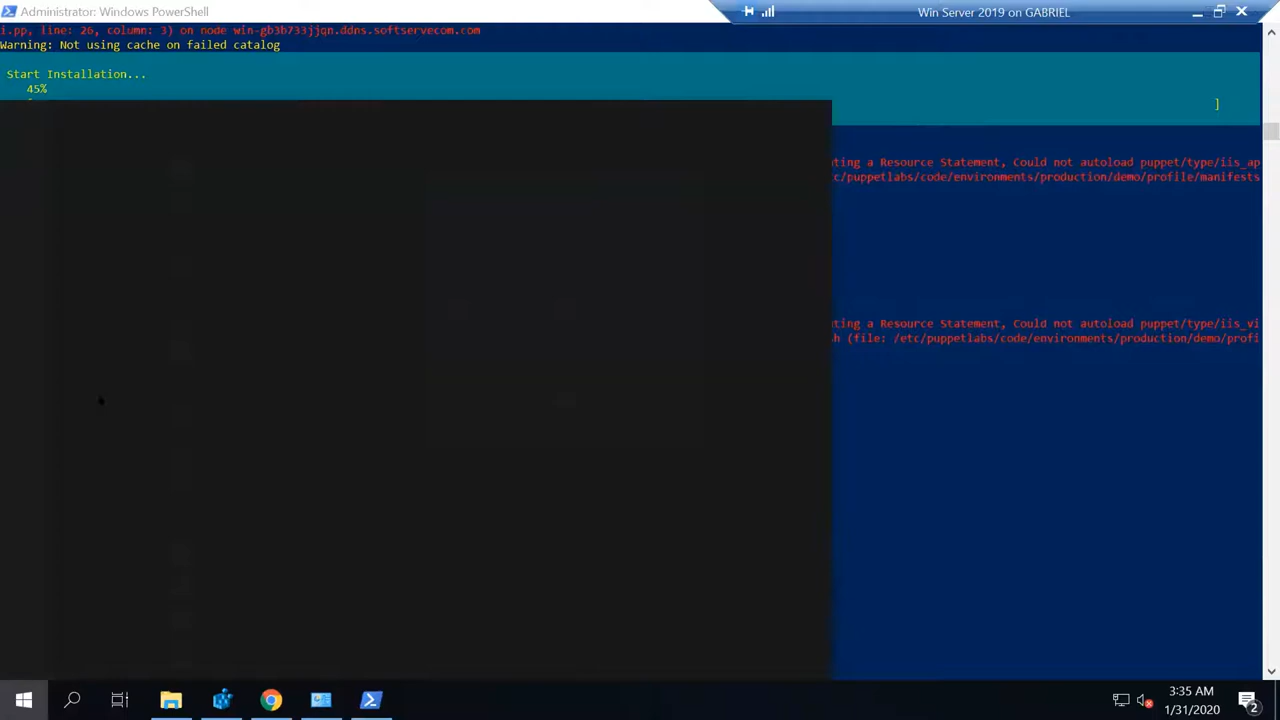 Administrator: Windows PowerShell
Win Server 2019 on GABRIEL
i.pp, line: 26, column: 3) on node win-gb3b733jjqn.ddns.softservecom.com
Warning: Not using cache on failed catalog
Start Installation...
45%
[ ]
ting a Resource Statement, Could not autoload puppet/type/iis_ap
tc/puppetlabs/code/environments/production/demo/profile/manifests
ting a Resource Statement, Could not autoload puppet/type/iis_vi
h (file: /etc/puppetlabs/code/environments/production/demo/profi
3:35 AM
1/31/2020
2